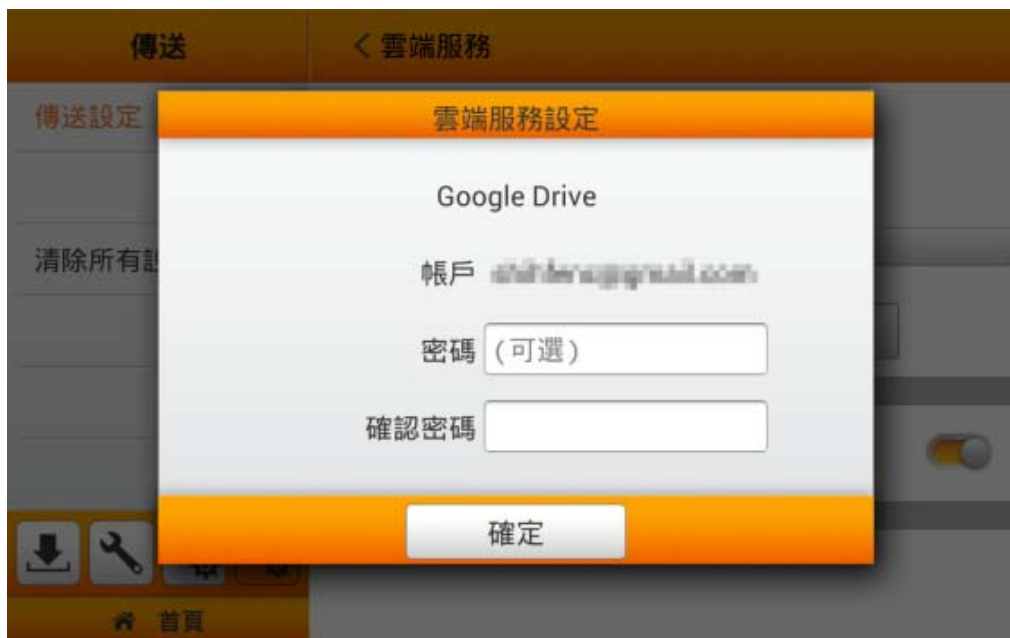 傳送
雲端服務
傳送設定
雲端服務設定
Google Drive
清除所有
帳戶
密碼 (可選)
確認密碼
確定
首頁